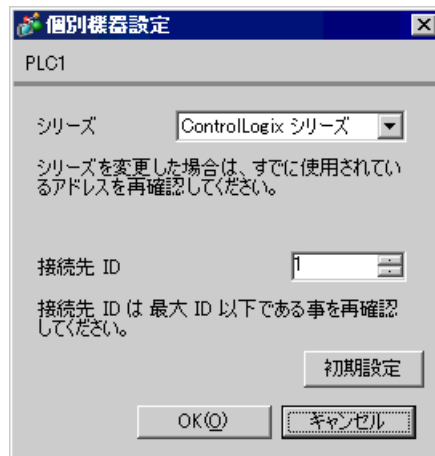 個別機器設定
PLC1
シリーズ ControlLogix シリーズ
シリーズを変更した場合は、すでに使用されてい
るアドレスを再確認してください。
接続先 ID 1
接続先 ID は 最大 ID 以下である事を再確認
してください。
初期設定
OK(O) キャンセル